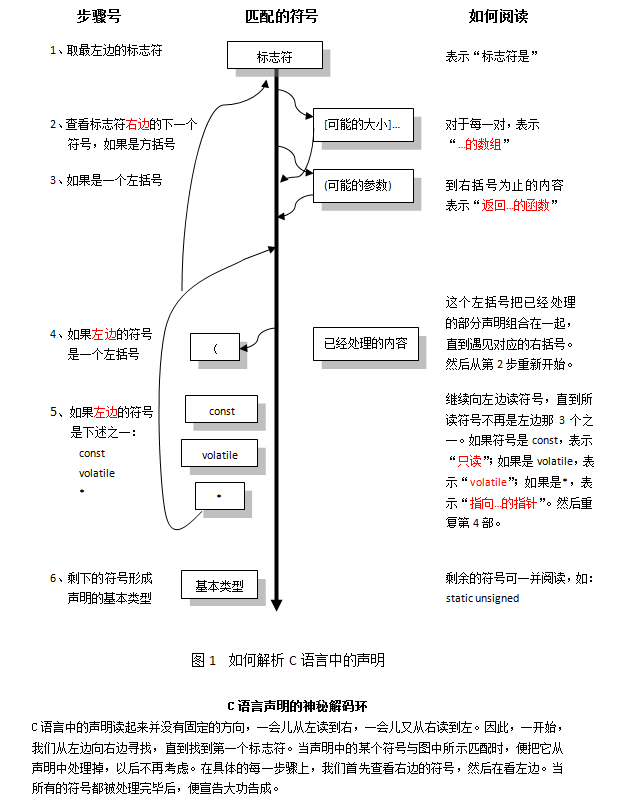 步骤号 匹配的符号 如何阅读
1、取最左边的标志符 标志符 表示“标志符是”
2、查看标志符右边的下一个
符号，如果是方括号
[可能的大小]...
对于每一对，表示
“...的数组”
3、如果是一个左括号
(可能的参数)
到右括号为止的内容
表示“返回...的函数”
4、如果左边的符号
是一个左括号
(
已经处理的内容
这个左括号把已经处理
的部分声明组合在一起，
直到遇见对应的右括号。
然后从第 2 步重新开始。
5、如果左边的符号
是下述之一：
const
volatile
*
const
volatile
*
继续向左边读符号，直到所
读符号不再是左边那 3 个之
一。如果符号是 const，表示
“只读”；如果是 volatile，表
示“volatile”；如果是*，表
示“指向...的指针”。然后重
复第 4 部。
6、剩下的符号形成
声明的基本类型
基本类型
剩余的符号可一并阅读，如：
static unsigned
图 1 如何解析 C 语言中的声明
C 语言声明的神秘解码环
C 语言中的声明读起来并没有固定的方向，一会儿从左读到右，一会儿又从右读到左。因此，一开始，
我们从左边向右边寻找，直到找到第一个标志符。当声明中的某个符号与图中所示匹配时，便把它从
声明中处理掉，以后不再考虑。在具体的每一步骤上，我们首先查看右边的符号，然后在看左边。当
所有的符号都被处理完毕后，便宣告大功告成。